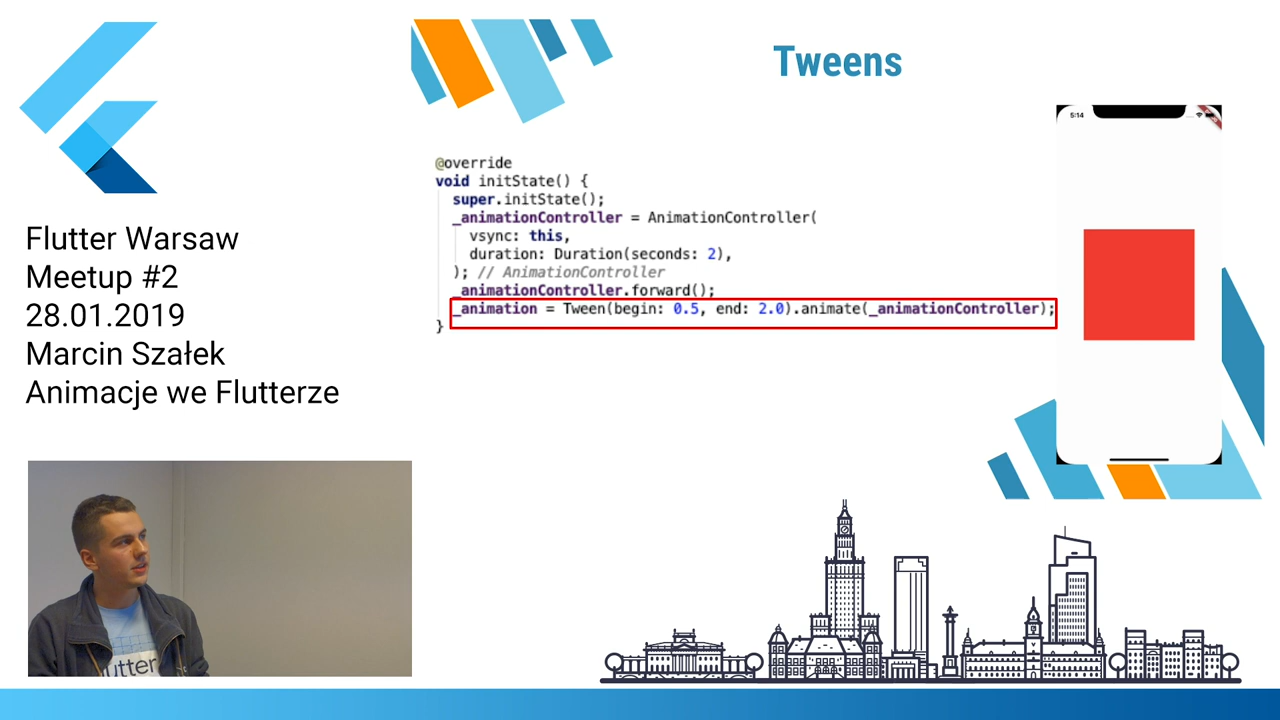 Tweens
5:14
@override
void initState() {
super.initState();
_animationController = AnimationController(
vsync: this,
duration: Duration(seconds: 2),
); // AnimationController
_animationController.forward();
_animation = Tween(begin: 0.5, end: 2.0).animate(_animationController);
}
Flutter Warsaw
Meetup #2
28.01.2019
Marcin Szałek
Animacje we Flutterze
utter